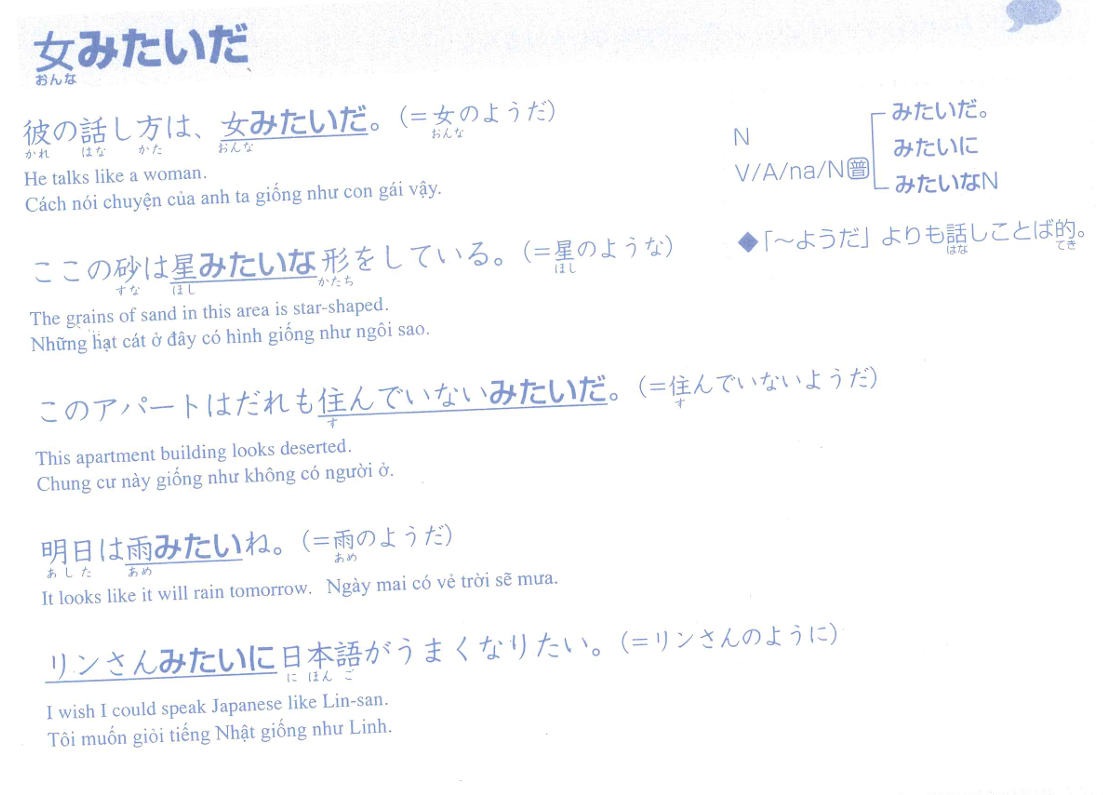 女みたいだ
おんな
彼の話し方は、女みたいだ。(=女のようだ)
かれ はな かた おんな おんな
He talks like a woman.
Cách nói chuyện của anh ta giống như con gái vậy.
ここの砂は星みたいな形をしている。(=星のような)
すな ほし かたち ほし
The grains of sand in this area is star-shaped.
Những hạt cát ở đây có hình giống như ngôi sao.
このアパートはだれも住んでいないみたいだ。(=住んでいないようだ)
す す
This apartment building looks deserted.
Chung cư này giống như không có người ở.
明日は雨みたいね。(=雨のようだ)
あした あめ あめ
It looks like it will rain tomorrow. Ngày mai có vẻ trời sẽ mưa.
リンさんみたいに日本語がうまくなりたい。(=リンさんのように)
に ほん ご
I wish I could speak Japanese like Lin-san.
Tôi muốn giỏi tiếng Nhật giống như Linh.
みたいだ。
N
みたいに
V/A/na/N普
みたいなN
◆「~ようだ」よりも話しことば的。
はな てき